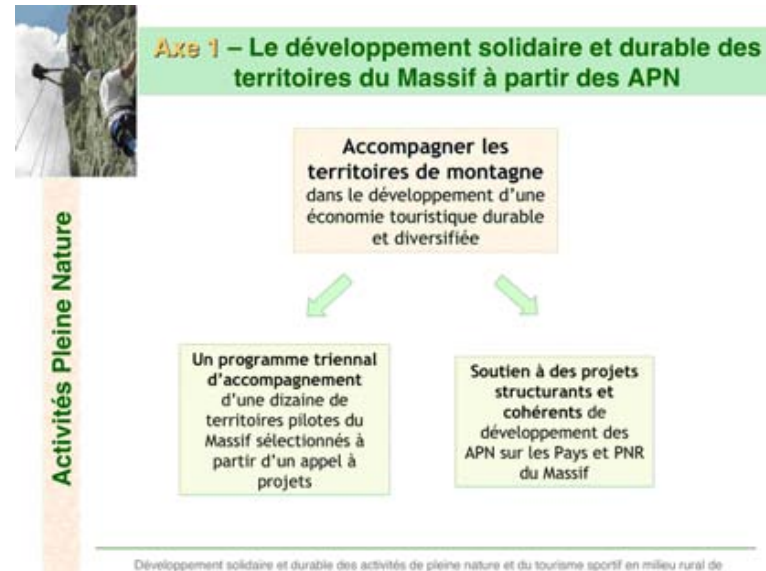 Axe 1 – Le développement solidaire et durable des
territoires du Massif à partir des APN
Accompagner les
territoires de montagne
dans le développement d'une
économie touristique durable
et diversifiée
Activités Pleine Nature
Un programme triennal
d'accompagnement
d'une dizaine de
territoires pilotes du
Massif sélectionnés à
partir d'un appel à
projets
Soutien à des projets
structurants et
cohérents de
développement des
APN sur les Pays et PNR
du Massif
Développement solidaire et durable des activités de pleine nature et du tourisme sportif en milieu rural de